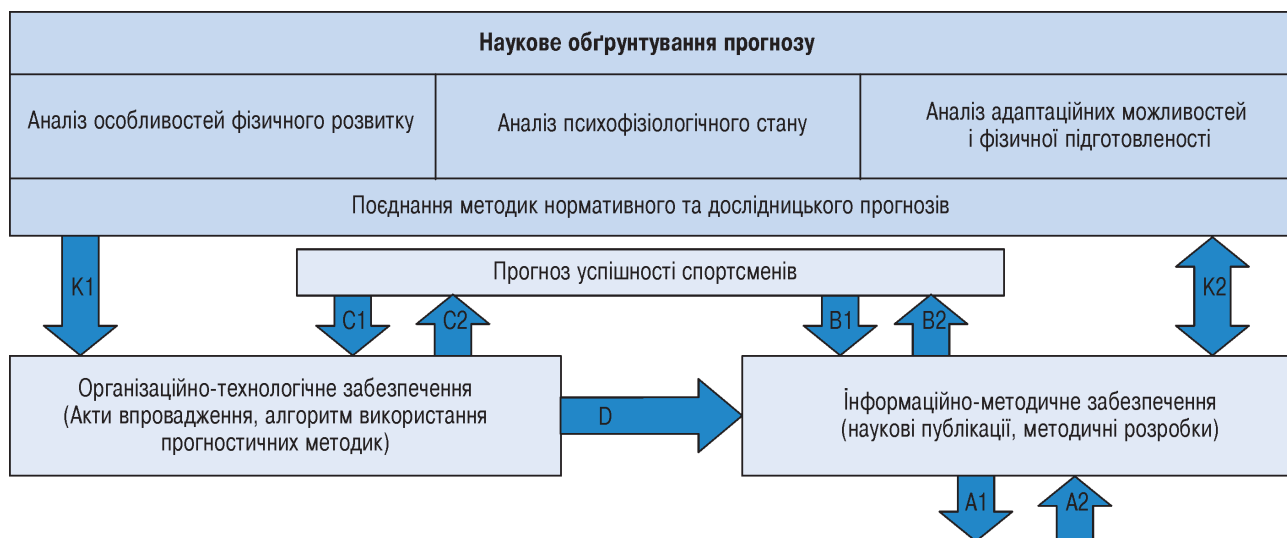 Наукове обґрунтування прогнозу
Аналіз особливостей фізичного розвитку
Аналіз психофізіологічного стану
Аналіз адаптаційних можливостей
і фізичної підготовленості
Поєднання методик нормативного та дослідницького прогнозів
K1
Прогноз успішності спортсменів
K2
C1
C2
B1
B2
Організаційно-технологічне забезпечення
(Акти впровадження, алгоритм використання
прогностичних методик)
D
Інформаційно-методичне забезпечення
(наукові публікації, методичні розробки)
A1
A2